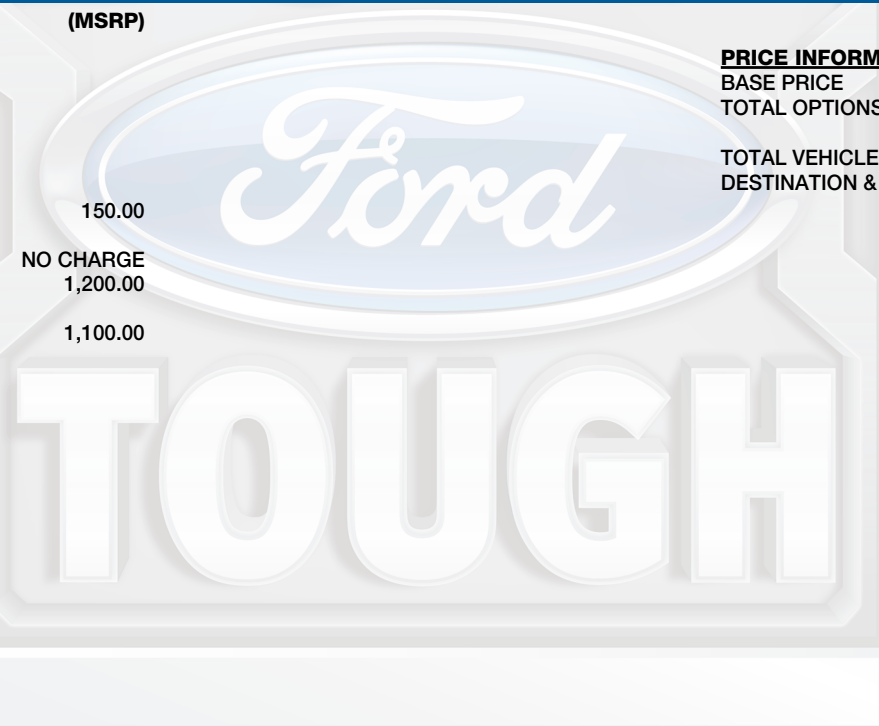 (MSRP)
150.00
NO CHARGE
1,200.00
1,100.00
PRICE INFORM
BASE PRICE
TOTAL OPTIONS
TOTAL VEHICLE
DESTINATION &
Ford
TOUGH